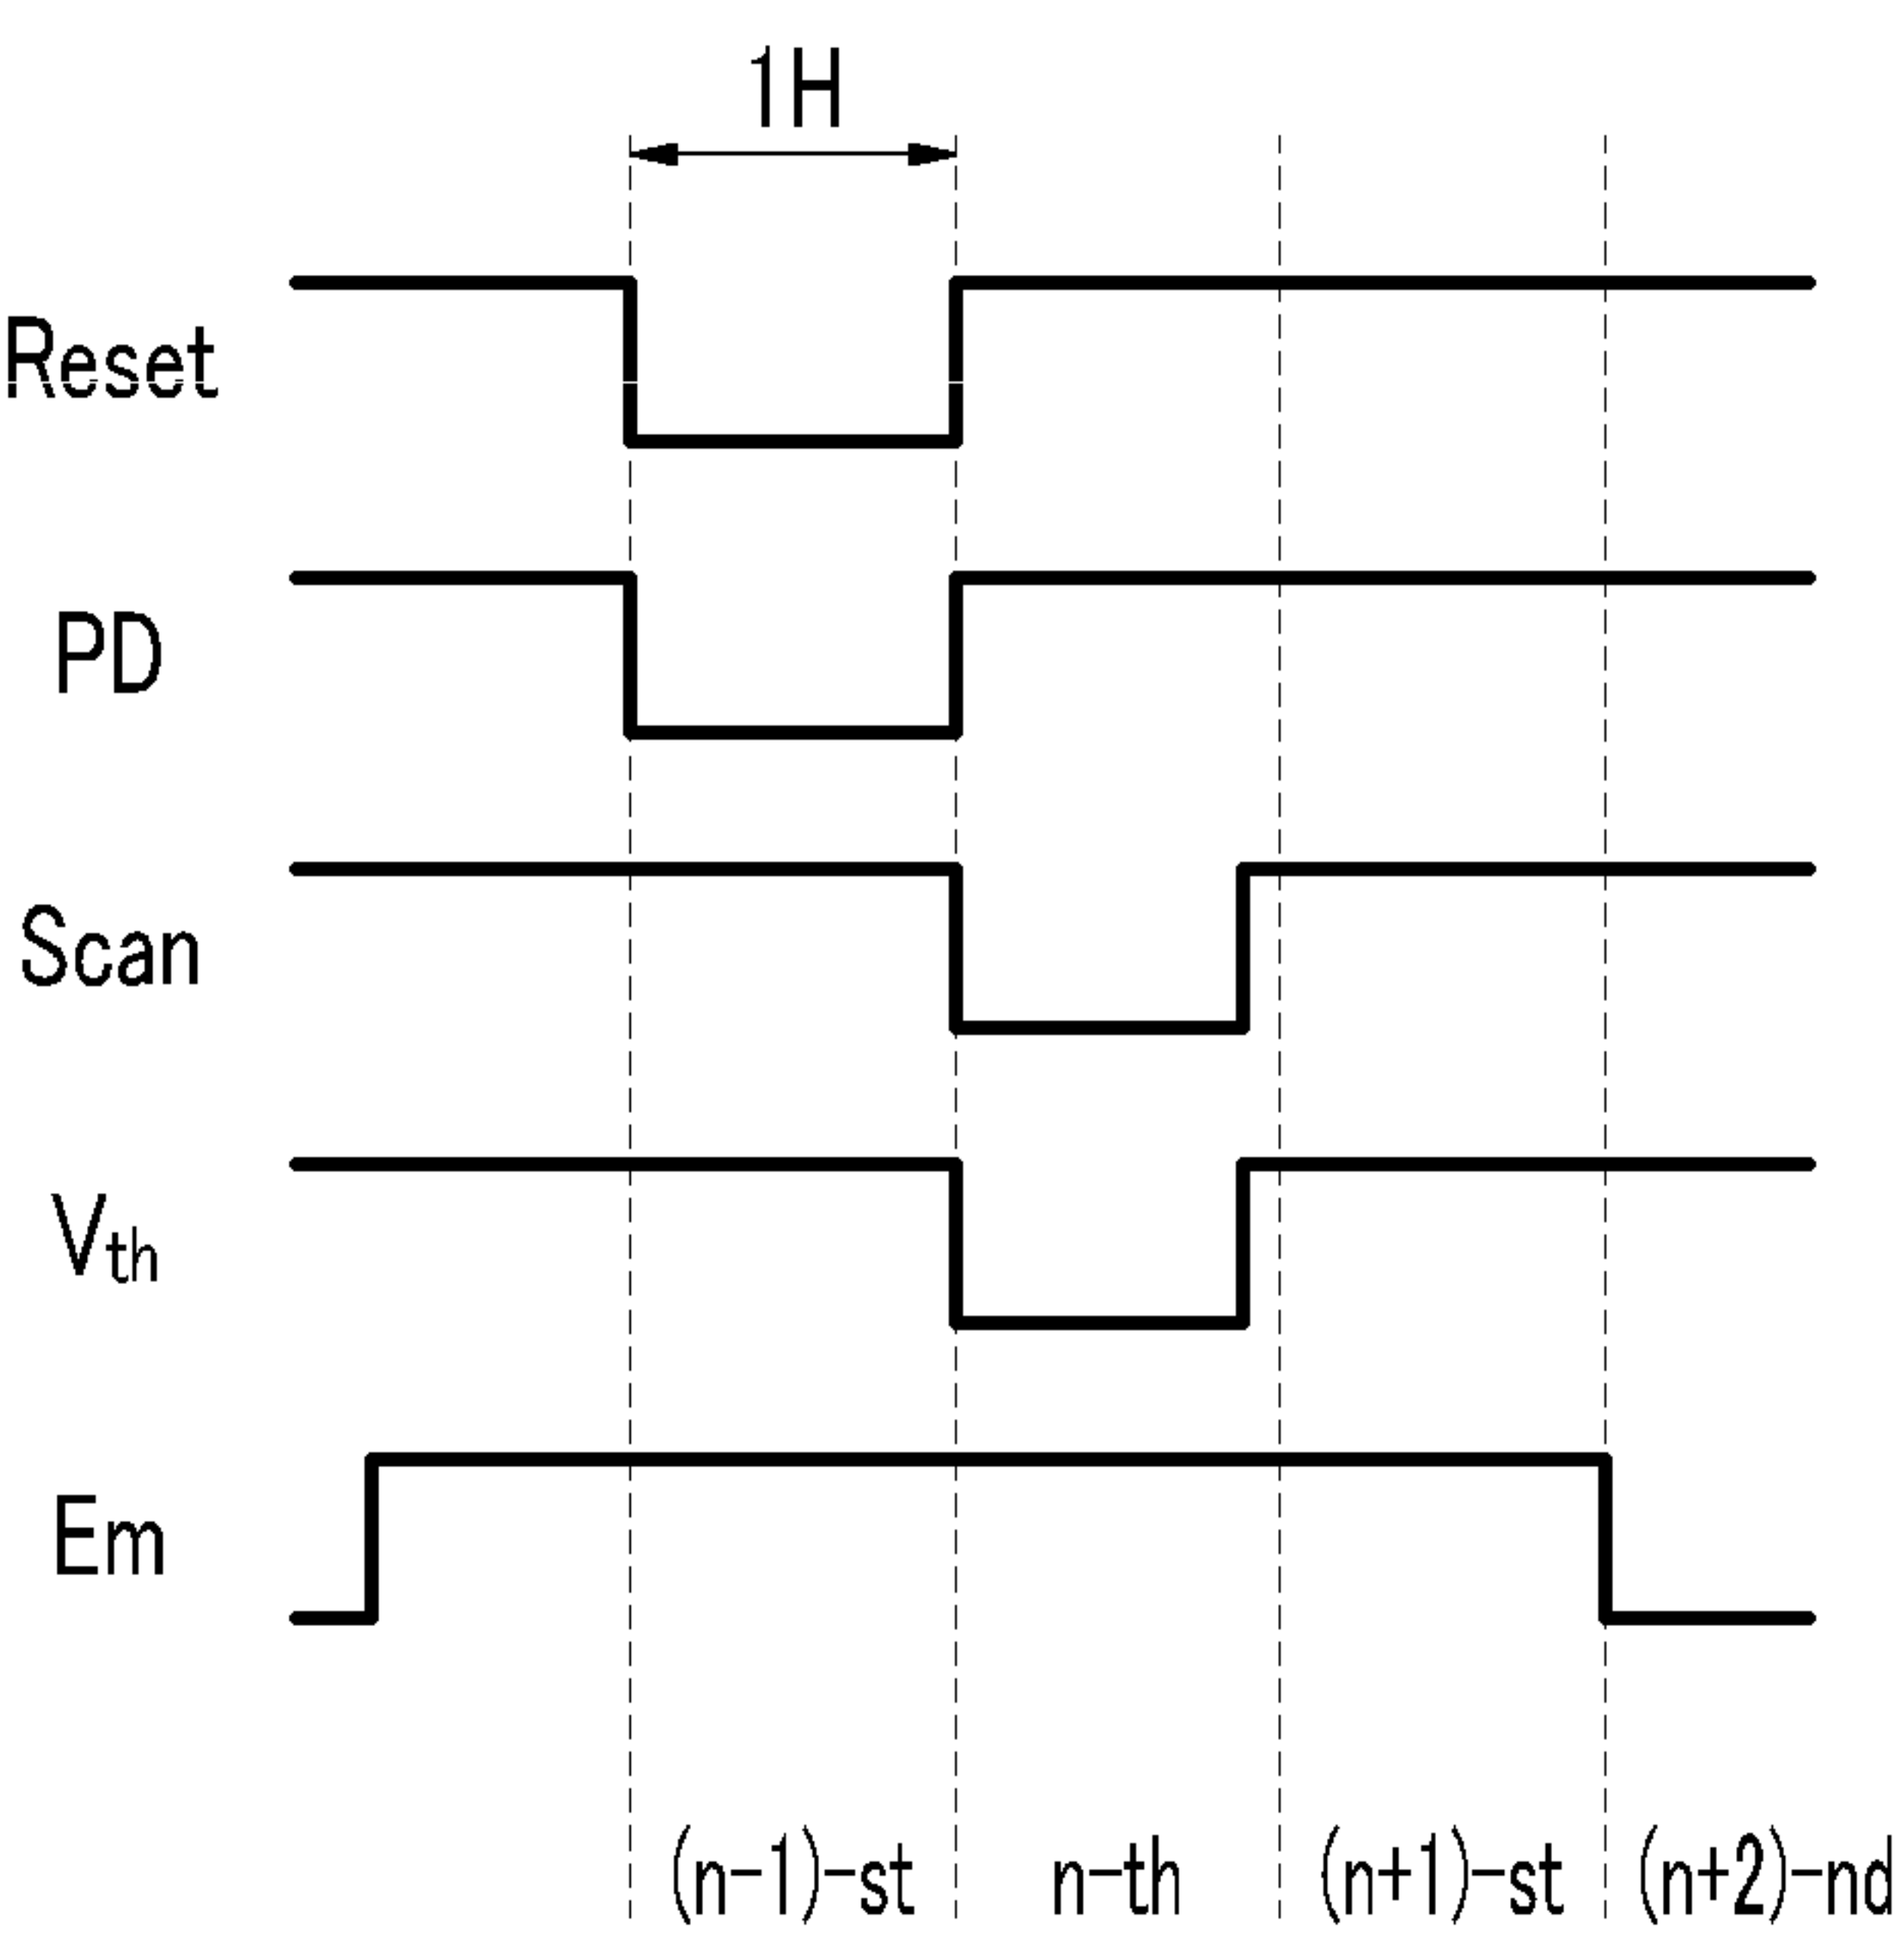 1H
Reset
PD
Scan
Vth
Em
(n-1)-st n-th (n+1)-st (n+2)-nd